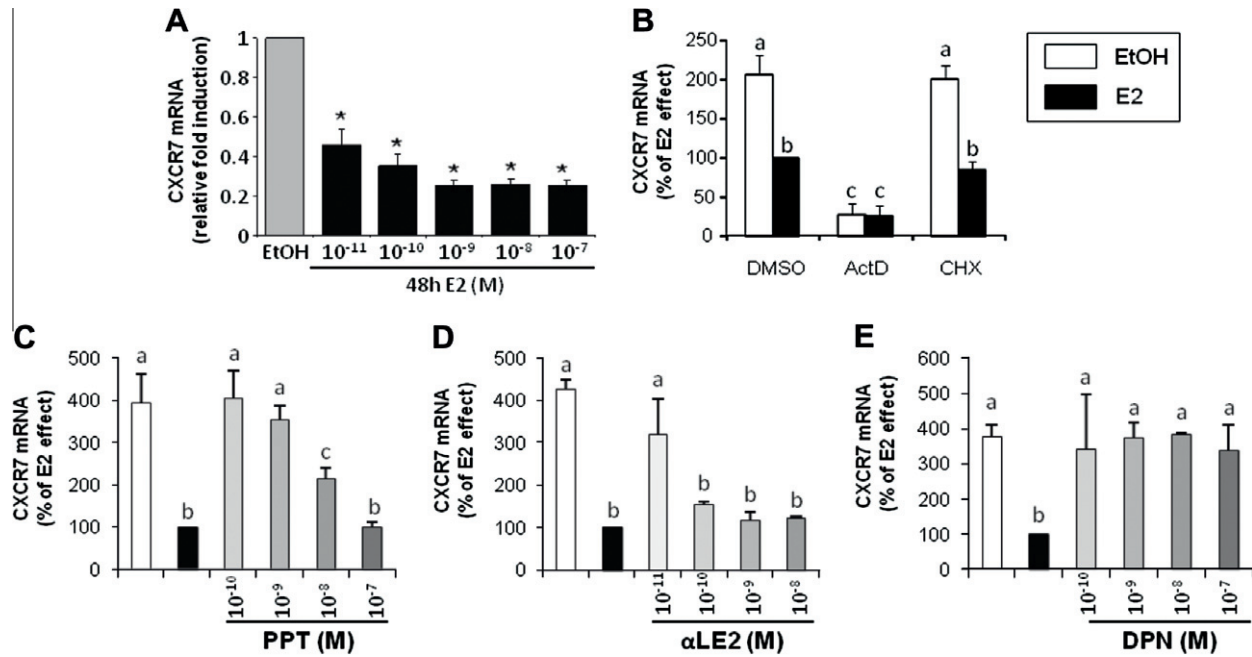 A
CXCR7 mRNA
(relative fold induction)
1
0.8
0.6
0.4
0.2
0
*
*
*
*
*
EtOH
10⁻¹¹ 10⁻¹⁰ 10⁻⁹ 10⁻⁸ 10⁻⁷
48h E2 (M)
B
CXCR7 mRNA
(% of E2 effect)
250
200
150
100
50
0
a
b
c c
a
b
DMSO ActD CHX
EtOH
E2
C
CXCR7 mRNA
(% of E2 effect)
500
400
300
200
100
0
a
b
a
a
c
b
10⁻¹⁰
10⁻⁹
10⁻⁸
10⁻⁷
PPT (M)
D
CXCR7 mRNA
(% of E2 effect)
500
400
300
200
100
0
a
b
a
b
b
b
10⁻¹¹
10⁻¹⁰
10⁻⁹
10⁻⁸
αLE2 (M)
E
CXCR7 mRNA
(% of E2 effect)
600
500
400
300
200
100
0
a
b
a
a
a
a
10⁻¹⁰
10⁻⁹
10⁻⁸
10⁻⁷
DPN (M)